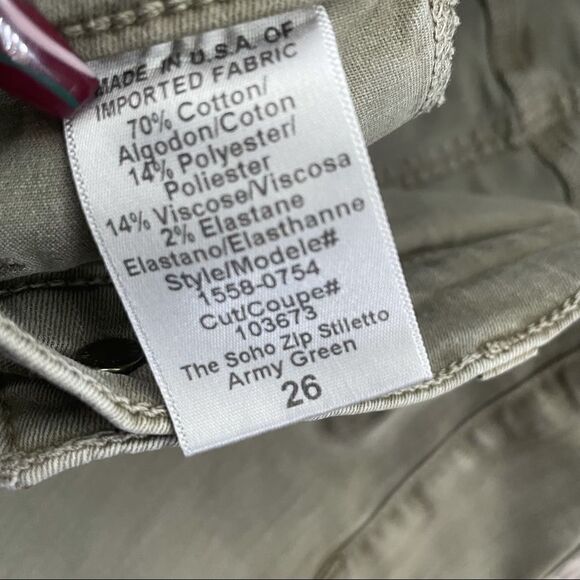 MADE IN U.S.A. OF
IMPORTED FABRIC
70% Cotton/
Algodon/Coton
14% Polyester/
Poliester
14% Viscose/Viscosa
2% Elastane
Elastano/Elasthanne
Style/Modele#
1558-0754
Cut/Coupe#
103673
The Soho Zip Stiletto
Army Green
26